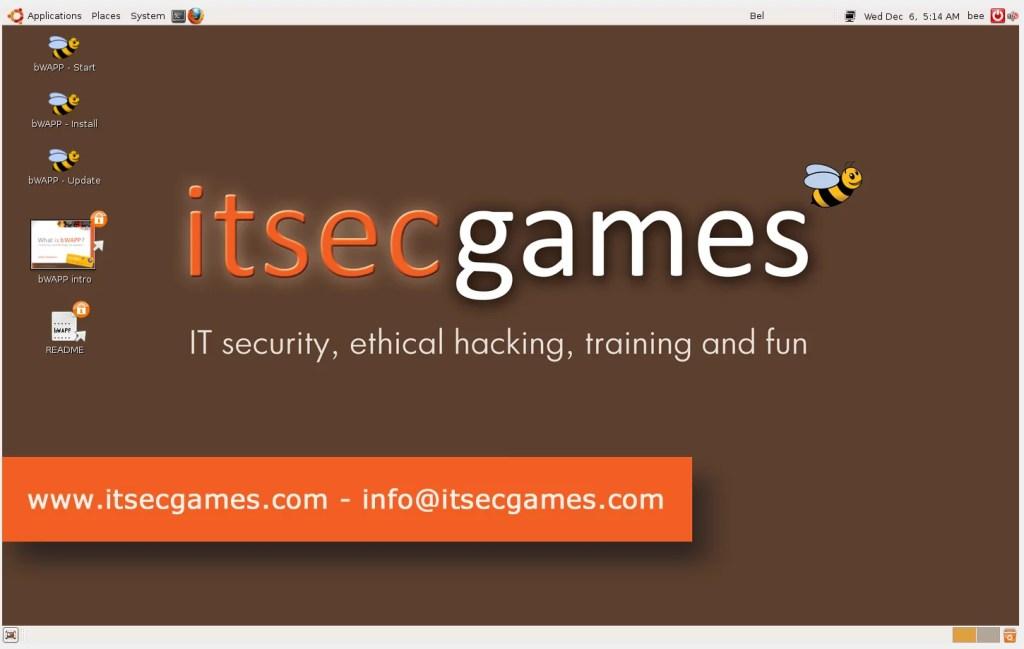 Applications Places System Bel Wed Dec 6, 5:14 AM bee
bWAPP - Start
bWAPP - Install
bWAPP - Update
What is bWAPP?
bWAPP intro
bWAPP
README
itsecgames
IT security, ethical hacking, training and fun
www.itsecgames.com - info@itsecgames.com